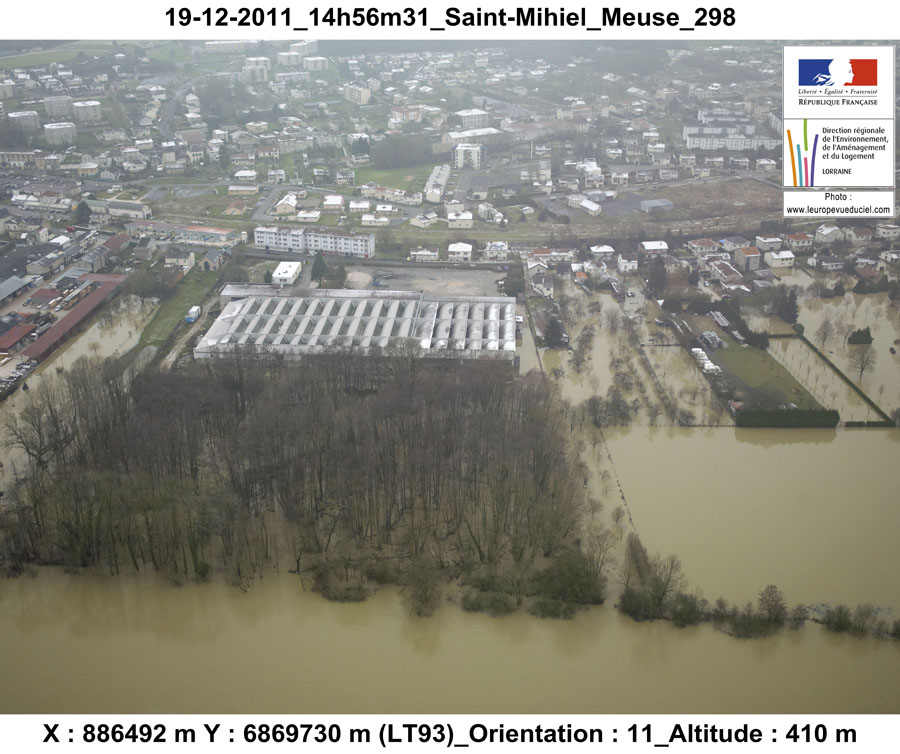 19-12-2011_14h56m31_Saint-Mihiel_Meuse_298
Liberté • Égalité • Fraternité
RÉPUBLIQUE FRANÇAISE
Direction régionale
de l'Environnement,
de l'Aménagement
et du Logement
LORRAINE
Photo :
www.leuropevueduciel.com
X : 886492 m Y : 6869730 m (LT93)_Orientation : 11_Altitude : 410 m